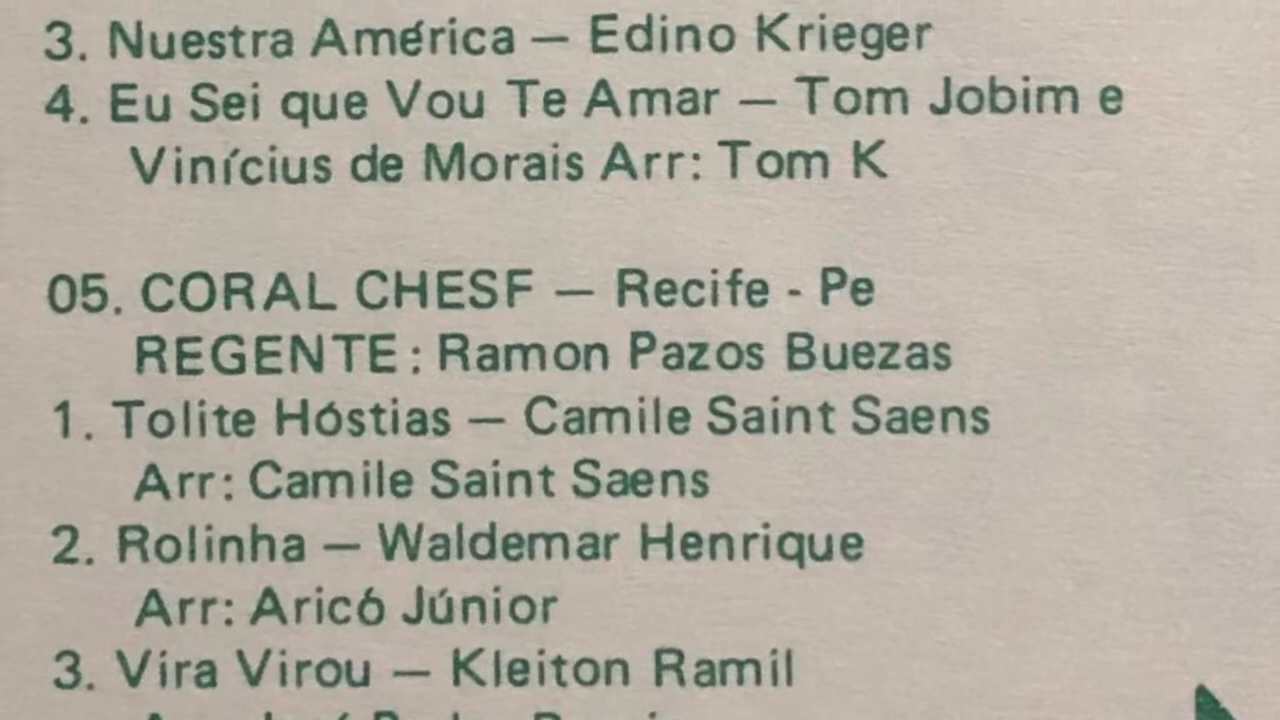 3. Nuestra América — Edino Krieger
4. Eu Sei que Vou Te Amar — Tom Jobim e
Vinícius de Morais Arr: Tom K
05. CORAL CHESF — Recife - Pe
REGENTE: Ramon Pazos Buezas
1. Tolite Hóstias — Camile Saint Saens
Arr: Camile Saint Saens
2. Rolinha — Waldemar Henrique
Arr: Aricó Júnior
3. Vira Virou — Kleiton Ramil